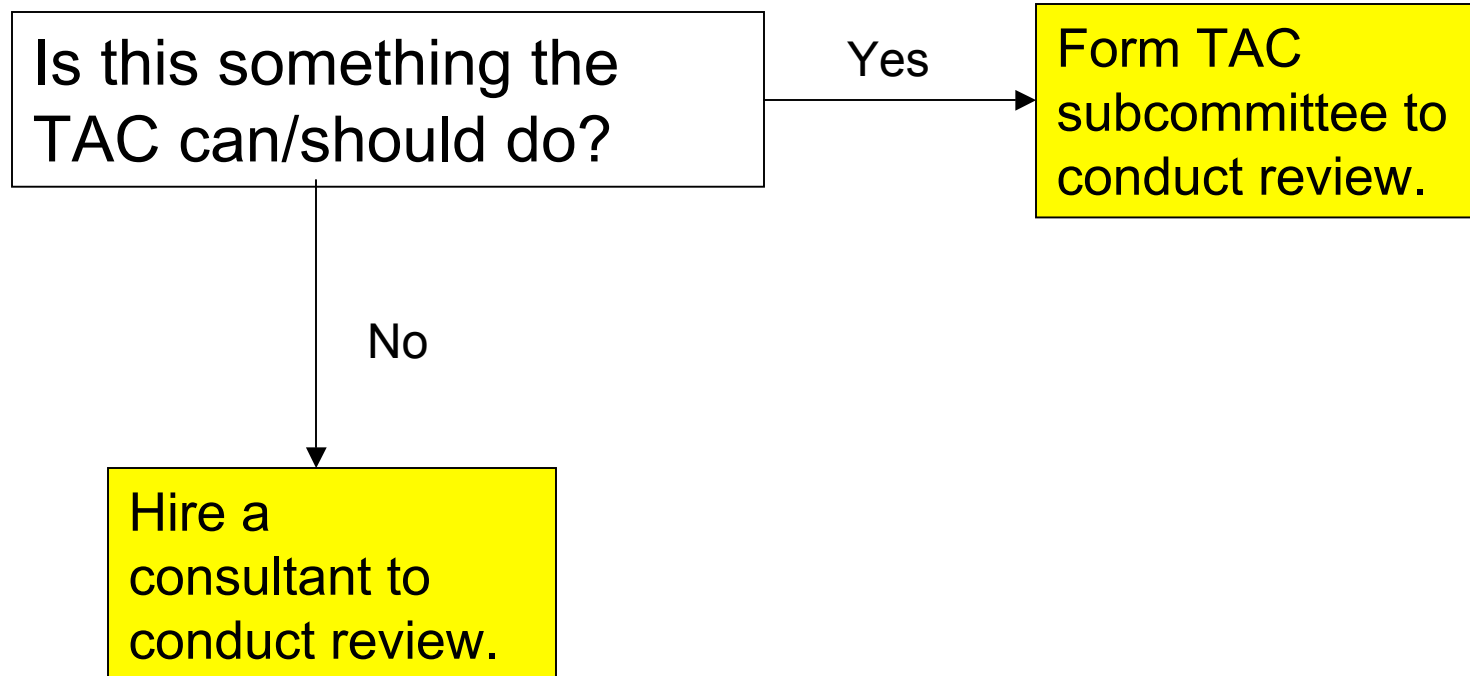 Is this something the
TAC can/should do?
Yes
Form TAC
subcommittee to
conduct review.
No
Hire a
consultant to
conduct review.